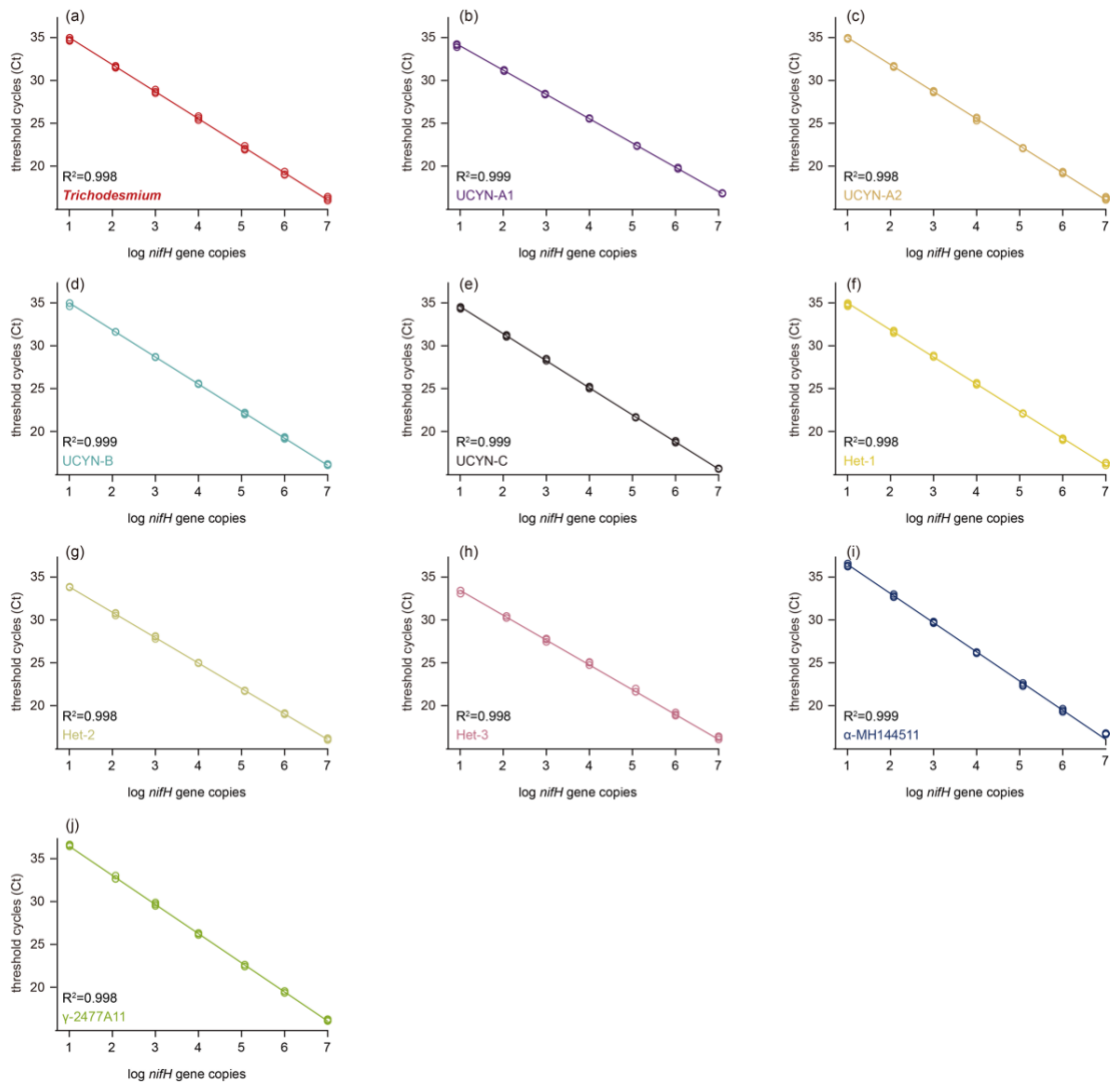 (a)
35
30
25
20
threshold cycles (Ct)
R²=0.998
Trichodesmium
1 2 3 4 5 6 7
log nifH gene copies
(b)
35
30
25
20
threshold cycles (Ct)
R²=0.999
UCYN-A1
1 2 3 4 5 6 7
log nifH gene copies
(c)
35
30
25
20
threshold cycles (Ct)
R²=0.998
UCYN-A2
1 2 3 4 5 6 7
log nifH gene copies
(d)
35
30
25
20
threshold cycles (Ct)
R²=0.999
UCYN-B
1 2 3 4 5 6 7
log nifH gene copies
(e)
35
30
25
20
threshold cycles (Ct)
R²=0.999
UCYN-C
1 2 3 4 5 6 7
log nifH gene copies
(f)
35
30
25
20
threshold cycles (Ct)
R²=0.998
Het-1
1 2 3 4 5 6 7
log nifH gene copies
(g)
35
30
25
20
threshold cycles (Ct)
R²=0.998
Het-2
1 2 3 4 5 6 7
log nifH gene copies
(h)
35
30
25
20
threshold cycles (Ct)
R²=0.998
Het-3
1 2 3 4 5 6 7
log nifH gene copies
(i)
35
30
25
20
threshold cycles (Ct)
R²=0.999
α-MH144511
1 2 3 4 5 6 7
log nifH gene copies
(j)
35
30
25
20
threshold cycles (Ct)
R²=0.998
γ-2477A11
1 2 3 4 5 6 7
log nifH gene copies